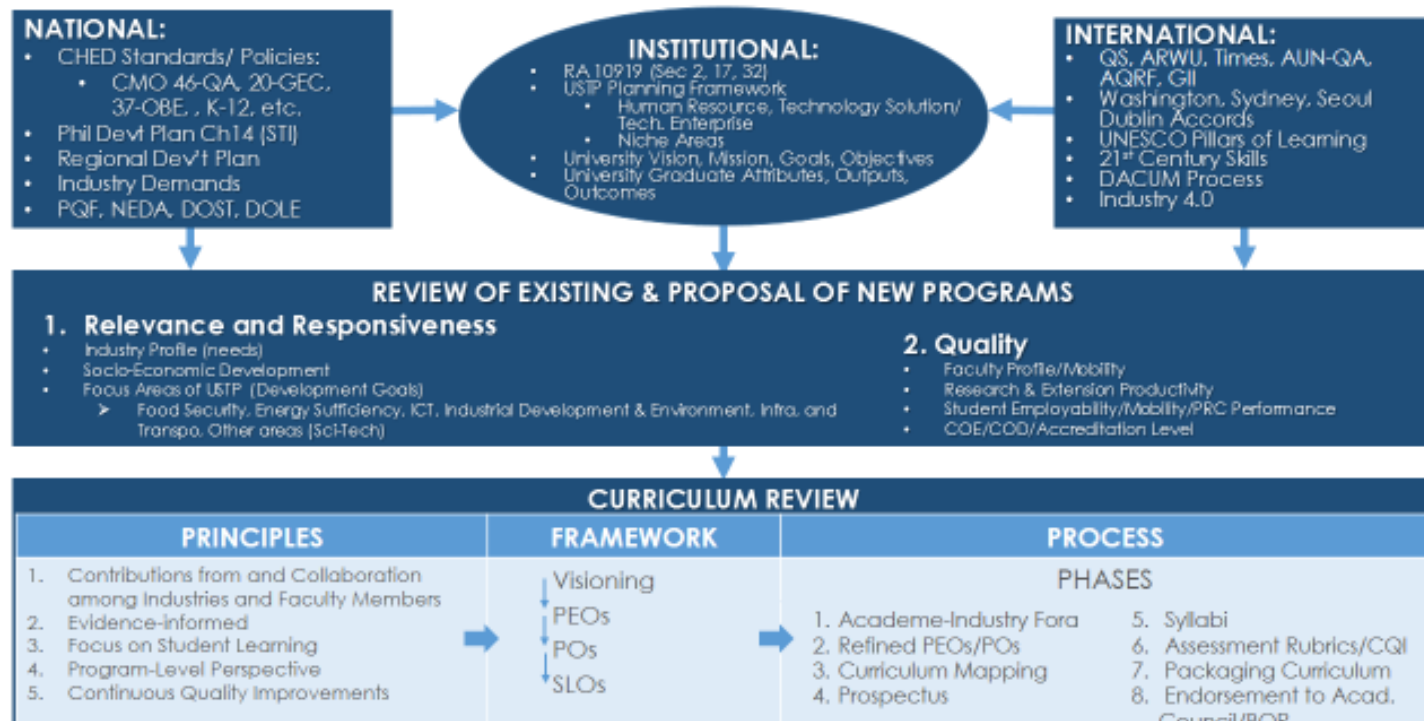 NATIONAL:
• CHED Standards/ Policies:
• CMO 46-QA, 20-GEC,
37-OBE, , K-12, etc.
• Phil Dev't Plan Ch14 (STI)
• Regional Dev't Plan
• Industry Demands
• PQF, NEDA, DOST, DOLE
INSTITUTIONAL:
• RA 10919 (Sec 2, 17, 32)
• USTP Planning Framework
• Human Resource, Technology Solution/
Tech. Enterprise
• Niche Areas
• University Vision, Mission, Goals, Objectives
• University Graduate Attributes, Outputs,
Outcomes
INTERNATIONAL:
• QS, ARWU, Times, AUN-QA,
AQRF, GII
• Washington, Sydney, Seoul
Dublin Accords
• UNESCO Pillars of Learning
• 21st Century Skills
• DACUM Process
• Industry 4.0
REVIEW OF EXISTING & PROPOSAL OF NEW PROGRAMS
1. Relevance and Responsiveness
• Industry Profile (needs)
• Socio-Economic Development
• Focus Areas of USTP (Development Goals)
➢ Food Security, Energy Sufficiency, ICT, Industrial Development & Environment, Infra, and
Transpo, Other areas (Sci-Tech)
2. Quality
• Faculty Profile/Mobility
• Research & Extension Productivity
• Student Employability/Mobility/PRC Performance
• COE/COD/Accreditation Level
CURRICULUM REVIEW
PRINCIPLES
1. Contributions from and Collaboration
among Industries and Faculty Members
2. Evidence-informed
3. Focus on Student Learning
4. Program-Level Perspective
5. Continuous Quality Improvements
FRAMEWORK
Visioning
PEOs
POs
SLOs
PROCESS
PHASES
1. Academe-Industry Fora
2. Refined PEOs/POs
3. Curriculum Mapping
4. Prospectus
5. Syllabi
6. Assessment Rubrics/CQI
7. Packaging Curriculum
8. Endorsement to Acad.
Council/BOR